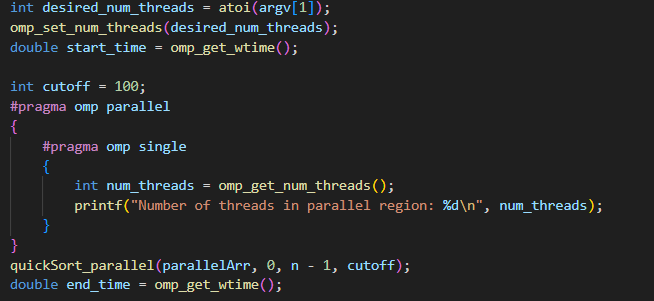 int desired_num_threads = atoi(argv[1]);
omp_set_num_threads(desired_num_threads);
double start_time = omp_get_wtime();
int cutoff = 100;
#pragma omp parallel
{
#pragma omp single
{
int num_threads = omp_get_num_threads();
printf("Number of threads in parallel region: %d\n", num_threads);
}
}
quickSort_parallel(parallelArr, 0, n - 1, cutoff);
double end_time = omp_get_wtime();